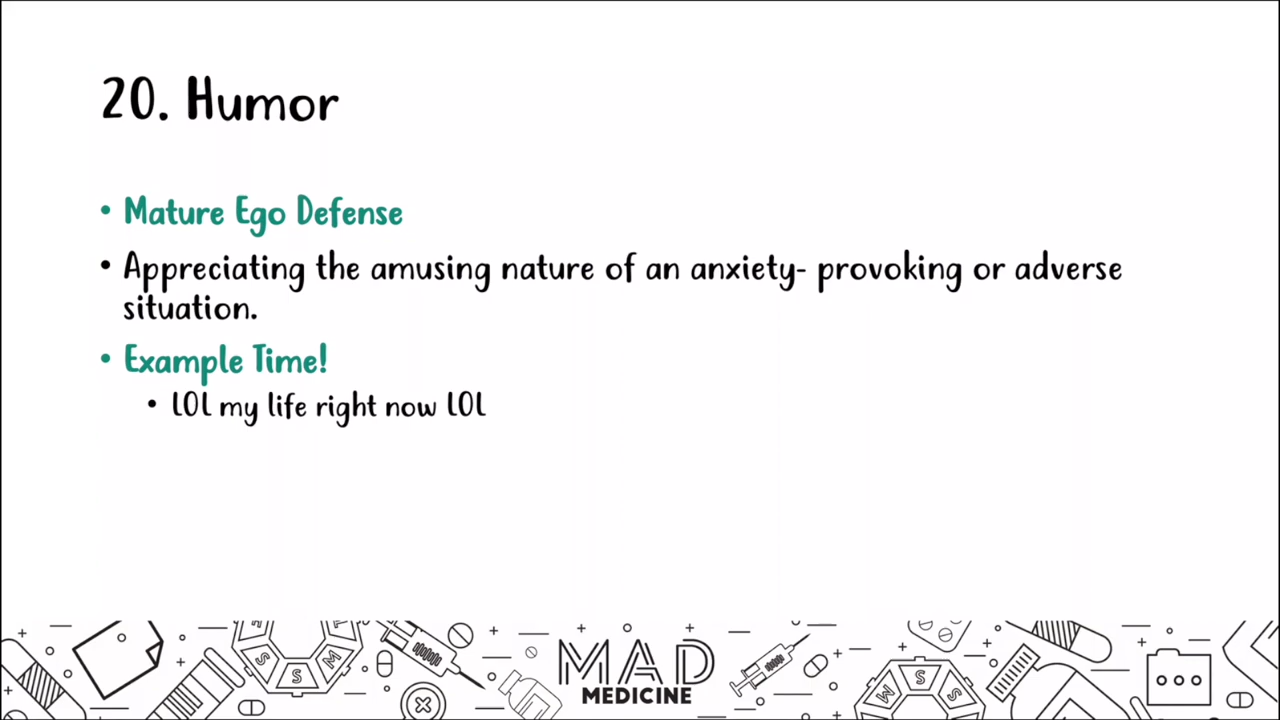 20. Humor
• Mature Ego Defense
• Appreciating the amusing nature of an anxiety- provoking or adverse
situation.
• Example Time!
• LOL my life right now LOL
S S M
MAD
MEDICINE
M S S